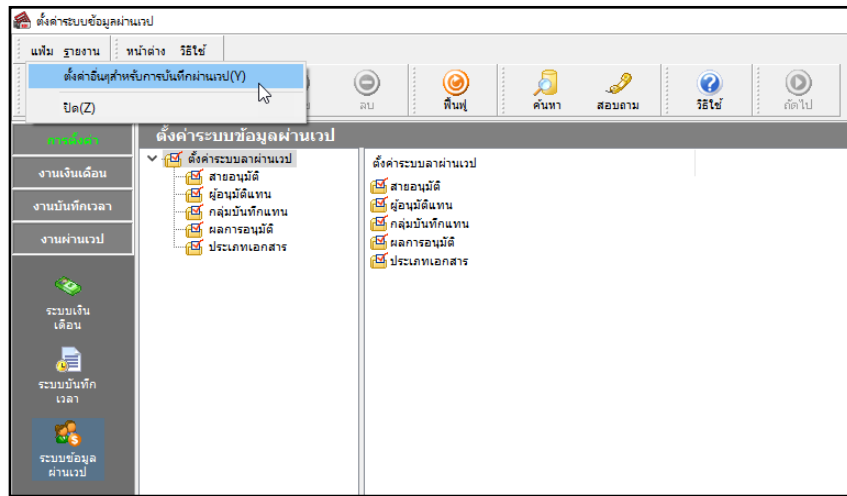 ตั้งค่าระบบข้อมูลผ่านเวป
แฟ้ม รายงาน หน้าต่าง วิธีใช้
ตั้งค่าอื่นๆสำหรับการบันทึกผ่านเวป(Y)
ปิด(Z)
ลบ
ฟื้นฟู
ค้นหา
สอบถาม
วิธีใช้
ถัดไป
การตั้งค่า
งานเงินเดือน
งานบันทึกเวลา
งานผ่านเวป
ระบบเงิน
เดือน
ระบบบันทึก
เวลา
ระบบข้อมูล
ผ่านเวป
ตั้งค่าระบบข้อมูลผ่านเวป
ตั้งค่าระบบลาผ่านเวป
สายอนุมัติ
ผู้อนุมัติแทน
กลุ่มบันทึกแทน
ผลการอนุมัติ
ประเภทเอกสาร
ตั้งค่าระบบลาผ่านเวป
สายอนุมัติ
ผู้อนุมัติแทน
กลุ่มบันทึกแทน
ผลการอนุมัติ
ประเภทเอกสาร